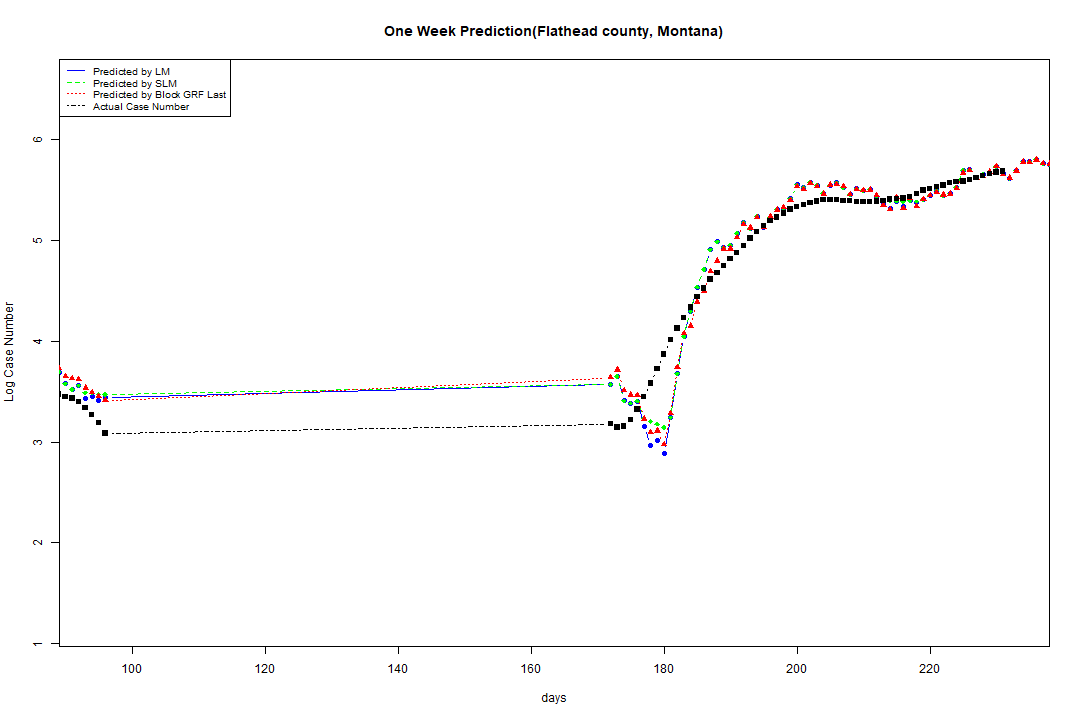 One Week Prediction(Flathead county, Montana)
Predicted by LM
Predicted by SLM
Predicted by Block GRF Last
Actual Case Number
6
5
4
3
2
1
Log Case Number
100 120 140 160 180 200 220
days